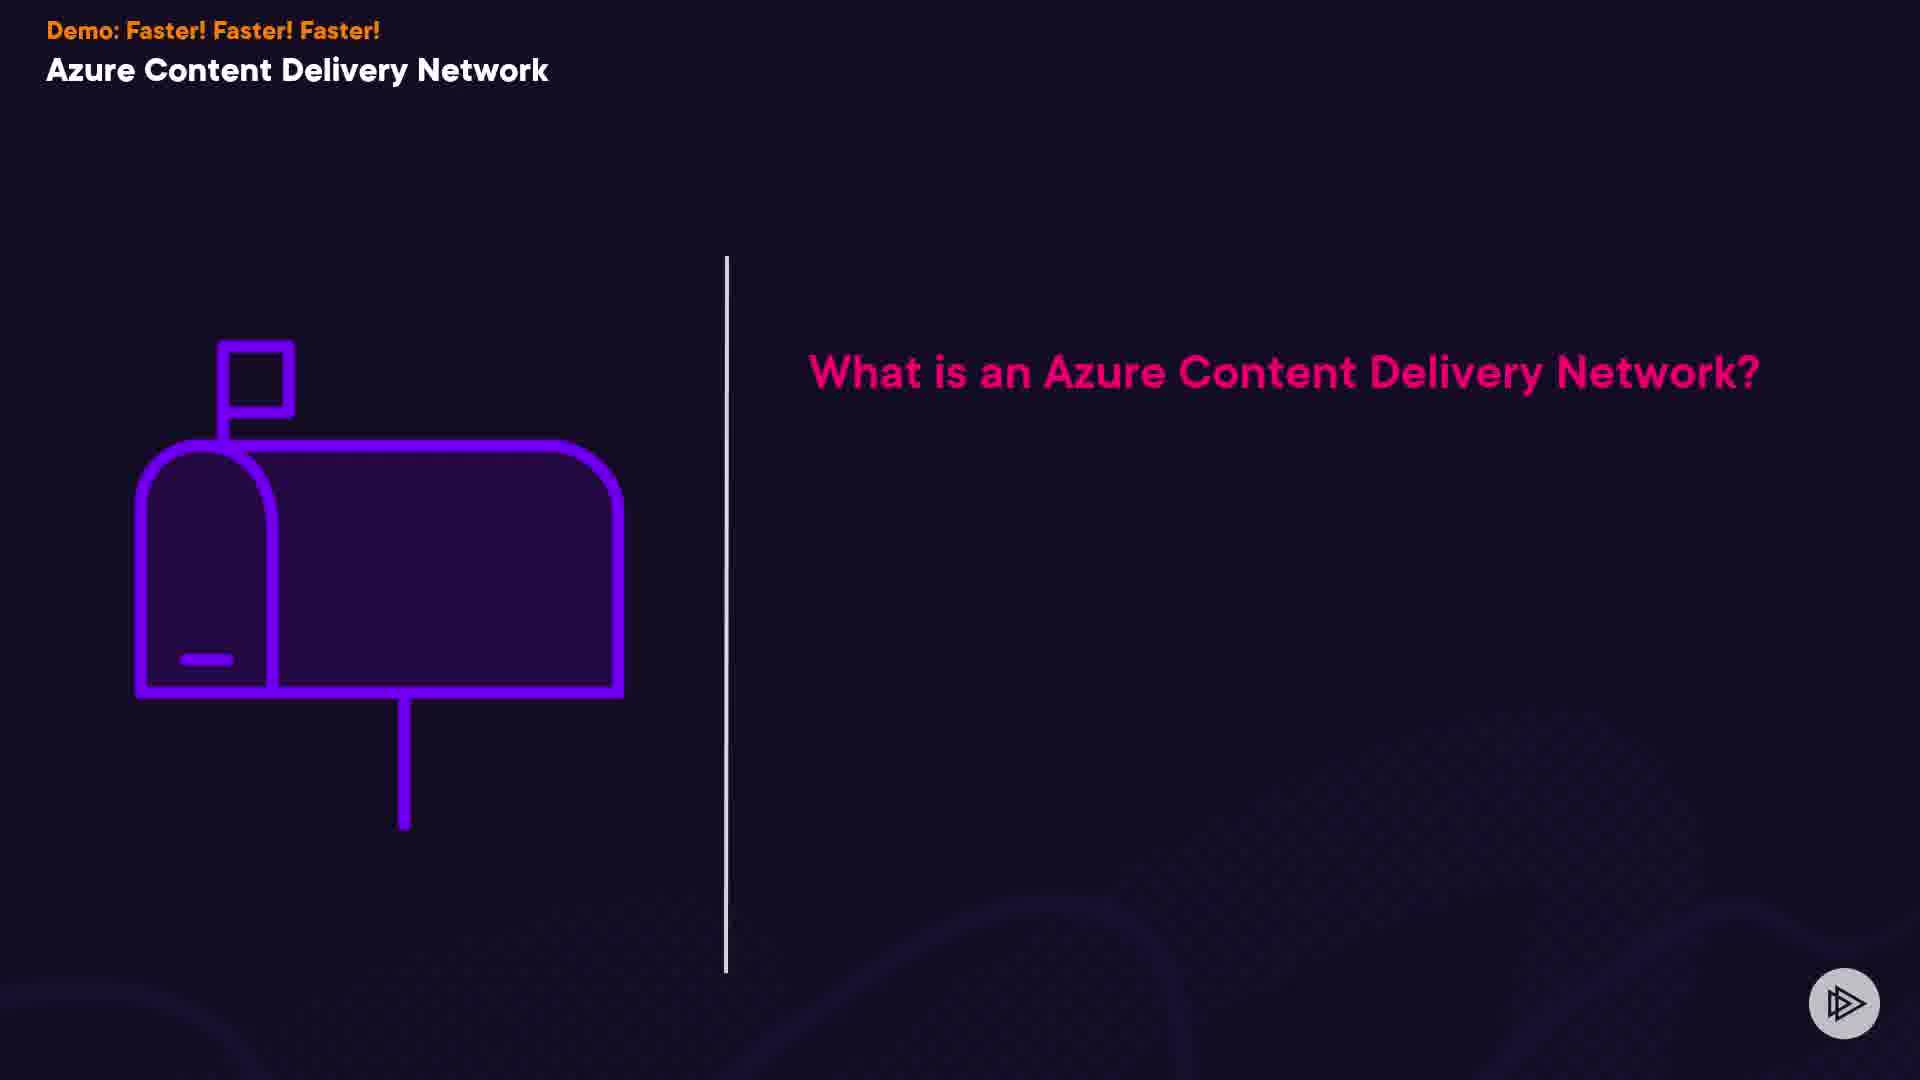 Demo: Faster! Faster! Faster!
Azure Content Delivery Network
What is an Azure Content Delivery Network?